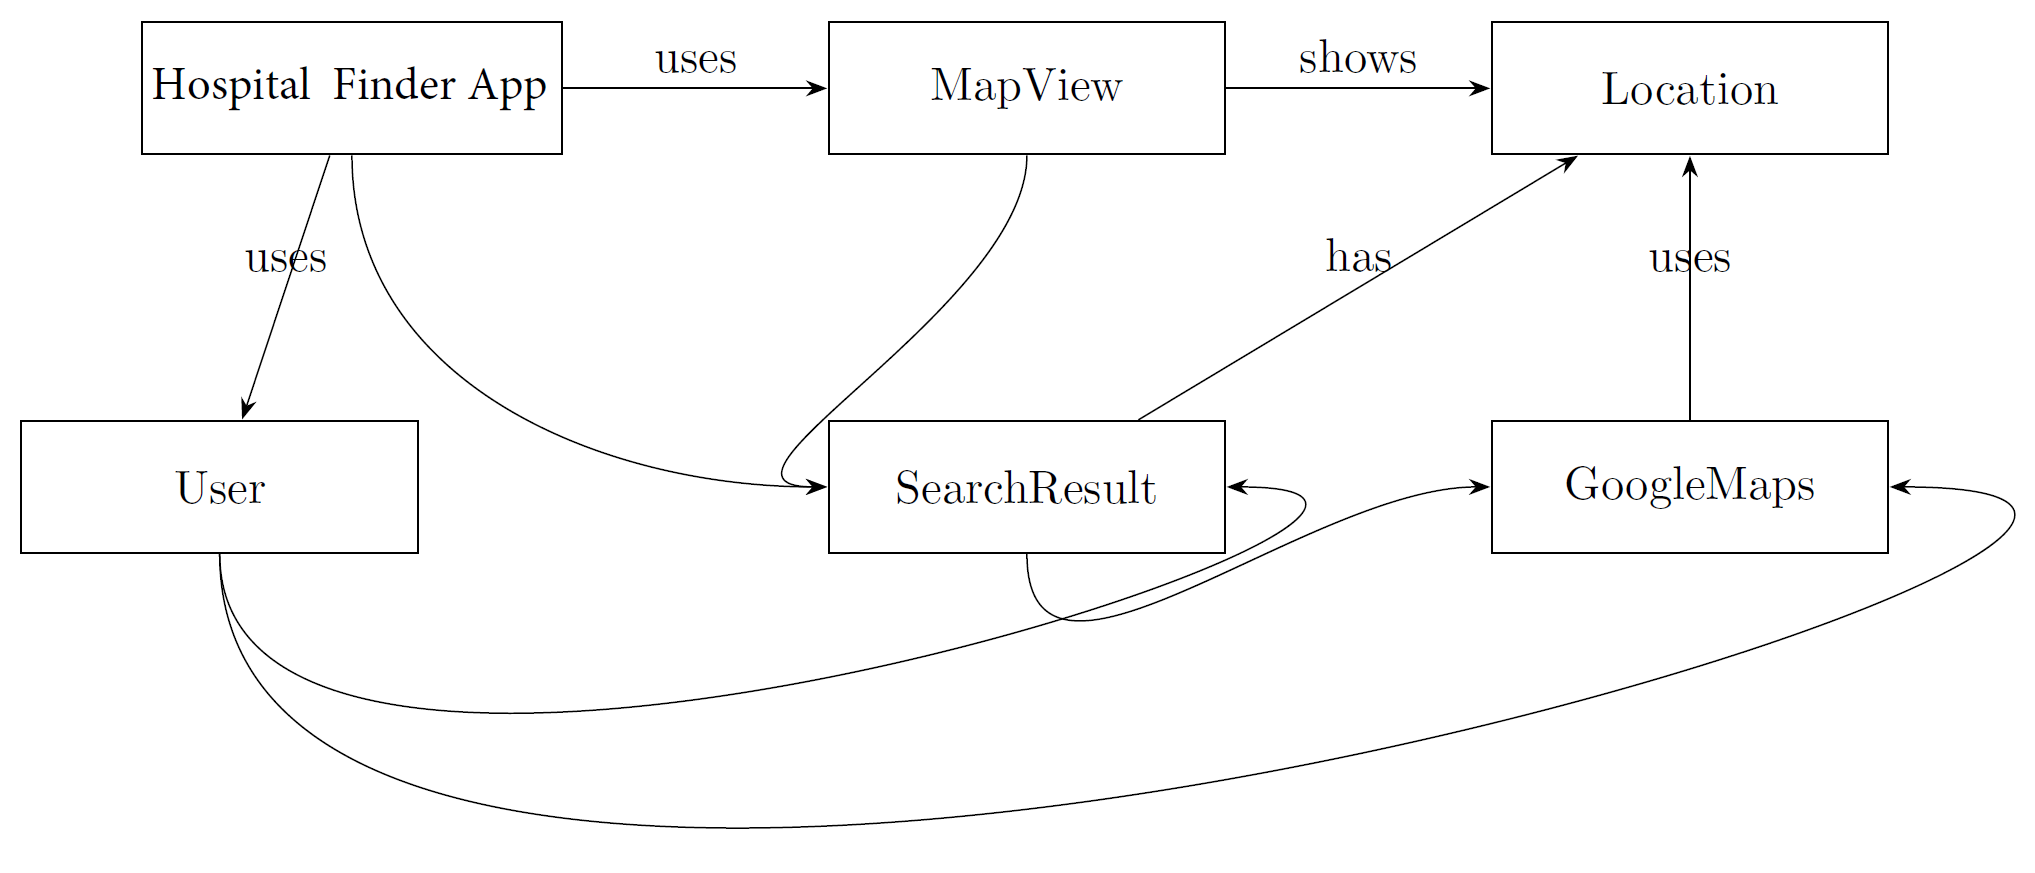 Hospital Finder App
uses
MapView
shows
Location
uses
has
uses
User
SearchResult
GoogleMaps